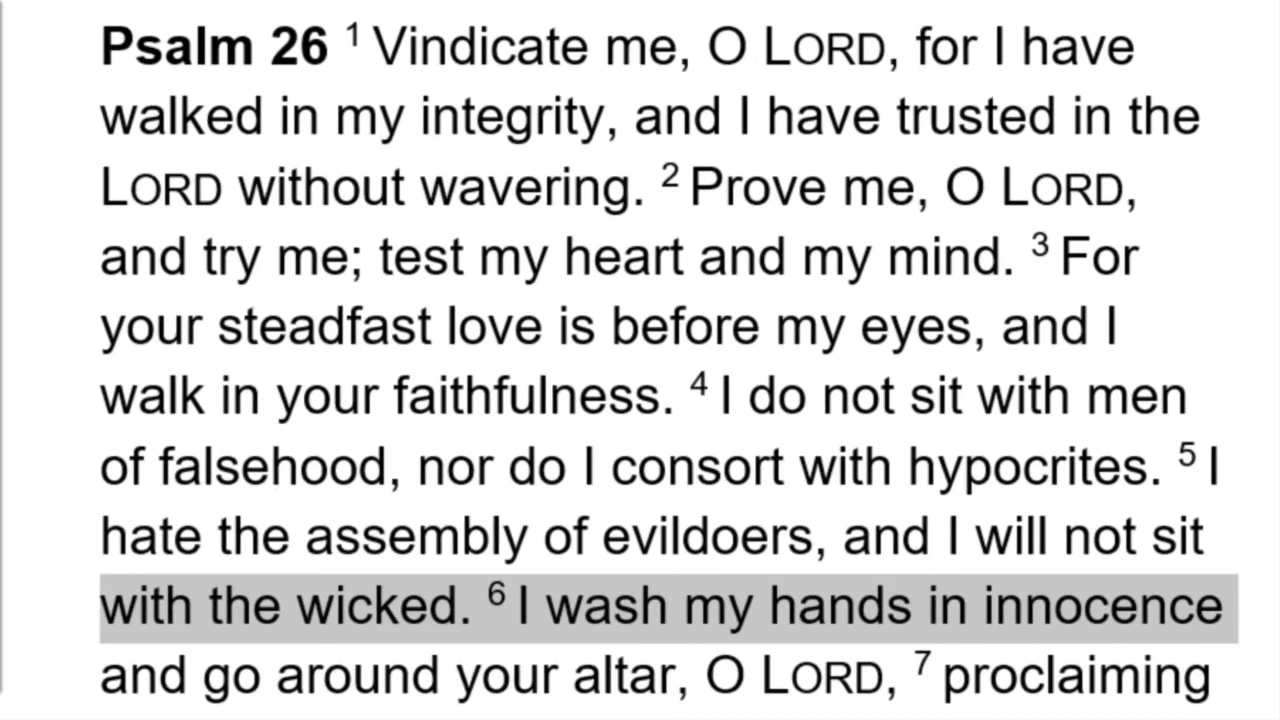 Psalm 26 ¹ Vindicate me, O LORD, for I have
walked in my integrity, and I have trusted in the
LORD without wavering. ² Prove me, O LORD,
and try me; test my heart and my mind. ³ For
your steadfast love is before my eyes, and I
walk in your faithfulness. ⁴ I do not sit with men
of falsehood, nor do I consort with hypocrites. ⁵ I
hate the assembly of evildoers, and I will not sit
with the wicked. ⁶ I wash my hands in innocence
and go around your altar, O LORD, ⁷ proclaiming